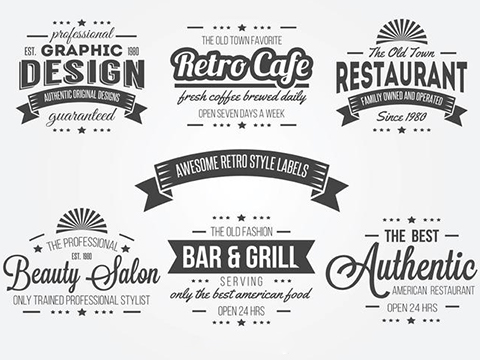 professional
EST. GRAPHIC 1980
DESIGN
AUTHENTIC ORIGINAL DESIGNS
guaranteed
THE OLD TOWN FAVORITE
Retro Cafe
fresh coffee brewed daily
OPEN SEVEN DAYS A WEEK
The Old Town
RESTAURANT
FAMILIY OWNED AND OPERATED
Since 1980
AWESOME RETRO STYLE LABELS
THE PROFESSIONAL
EST. 1980
Beauty Salon
ONLY TRAINED PROFESSIONAL STYLIST
THE OLD FASHION
BAR & GRILL
SERVING
only the best american food
OPEN 24 HRS
THE BEST
Authentic
AMERICAN RESTAURANT
OPEN 24 HRS